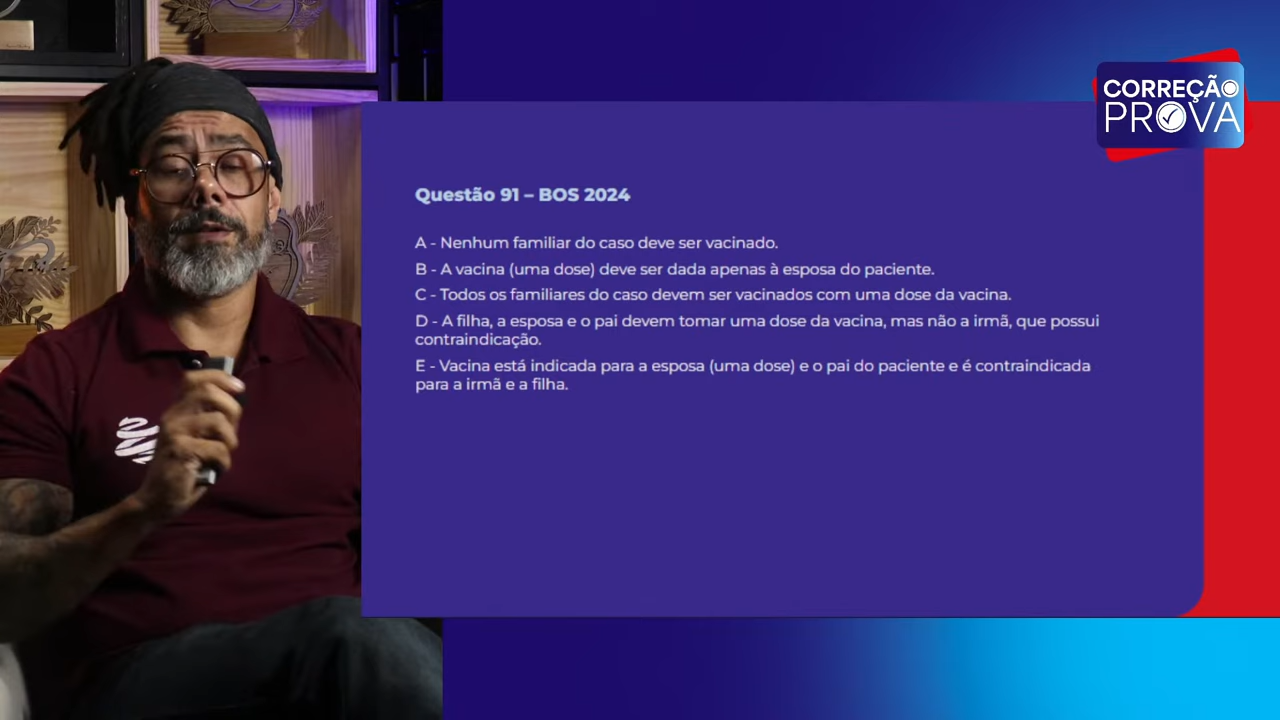 CORREÇÃO
PROVA
Questão 91 – BOS 2024
A - Nenhum familiar do caso deve ser vacinado.
B - A vacina (uma dose) deve ser dada apenas à esposa do paciente.
C - Todos os familiares do caso devem ser vacinados com uma dose da vacina.
D - A filha, a esposa e o pai devem tomar uma dose da vacina, mas não a irmã, que possui
contraindicação.
E - Vacina está indicada para a esposa (uma dose) e o pai do paciente e é contraindicada
para a irmã e a filha.